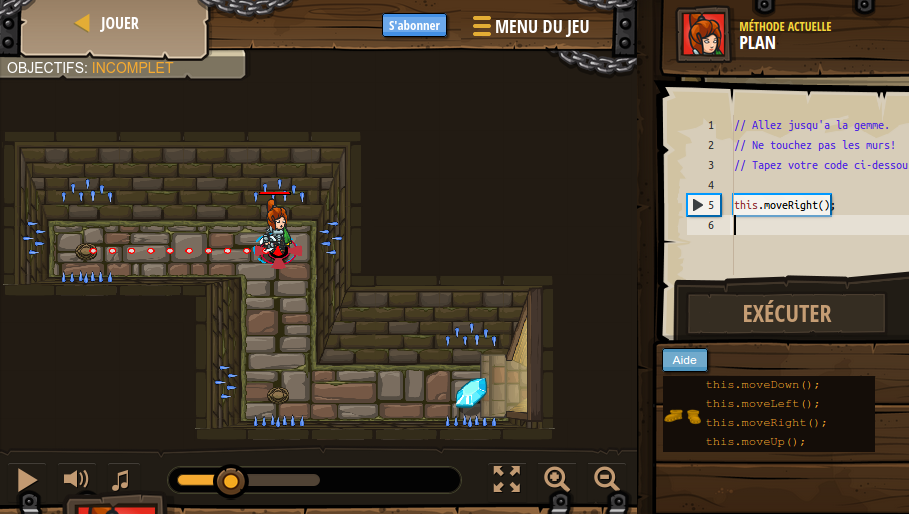 JOUER
S'abonner
MENU DU JEU
MÉTHODE ACTUELLE
PLAN
OBJECTIFS: INCOMPLET
1 // Allez jusqu'a la gemme.
2 // Ne touchez pas les murs!
3 // Tapez votre code ci-dessou
4
5 this.moveRight();
6
EXÉCUTER
Aide
this.moveDown();
this.moveLeft();
this.moveRight();
this.moveUp();